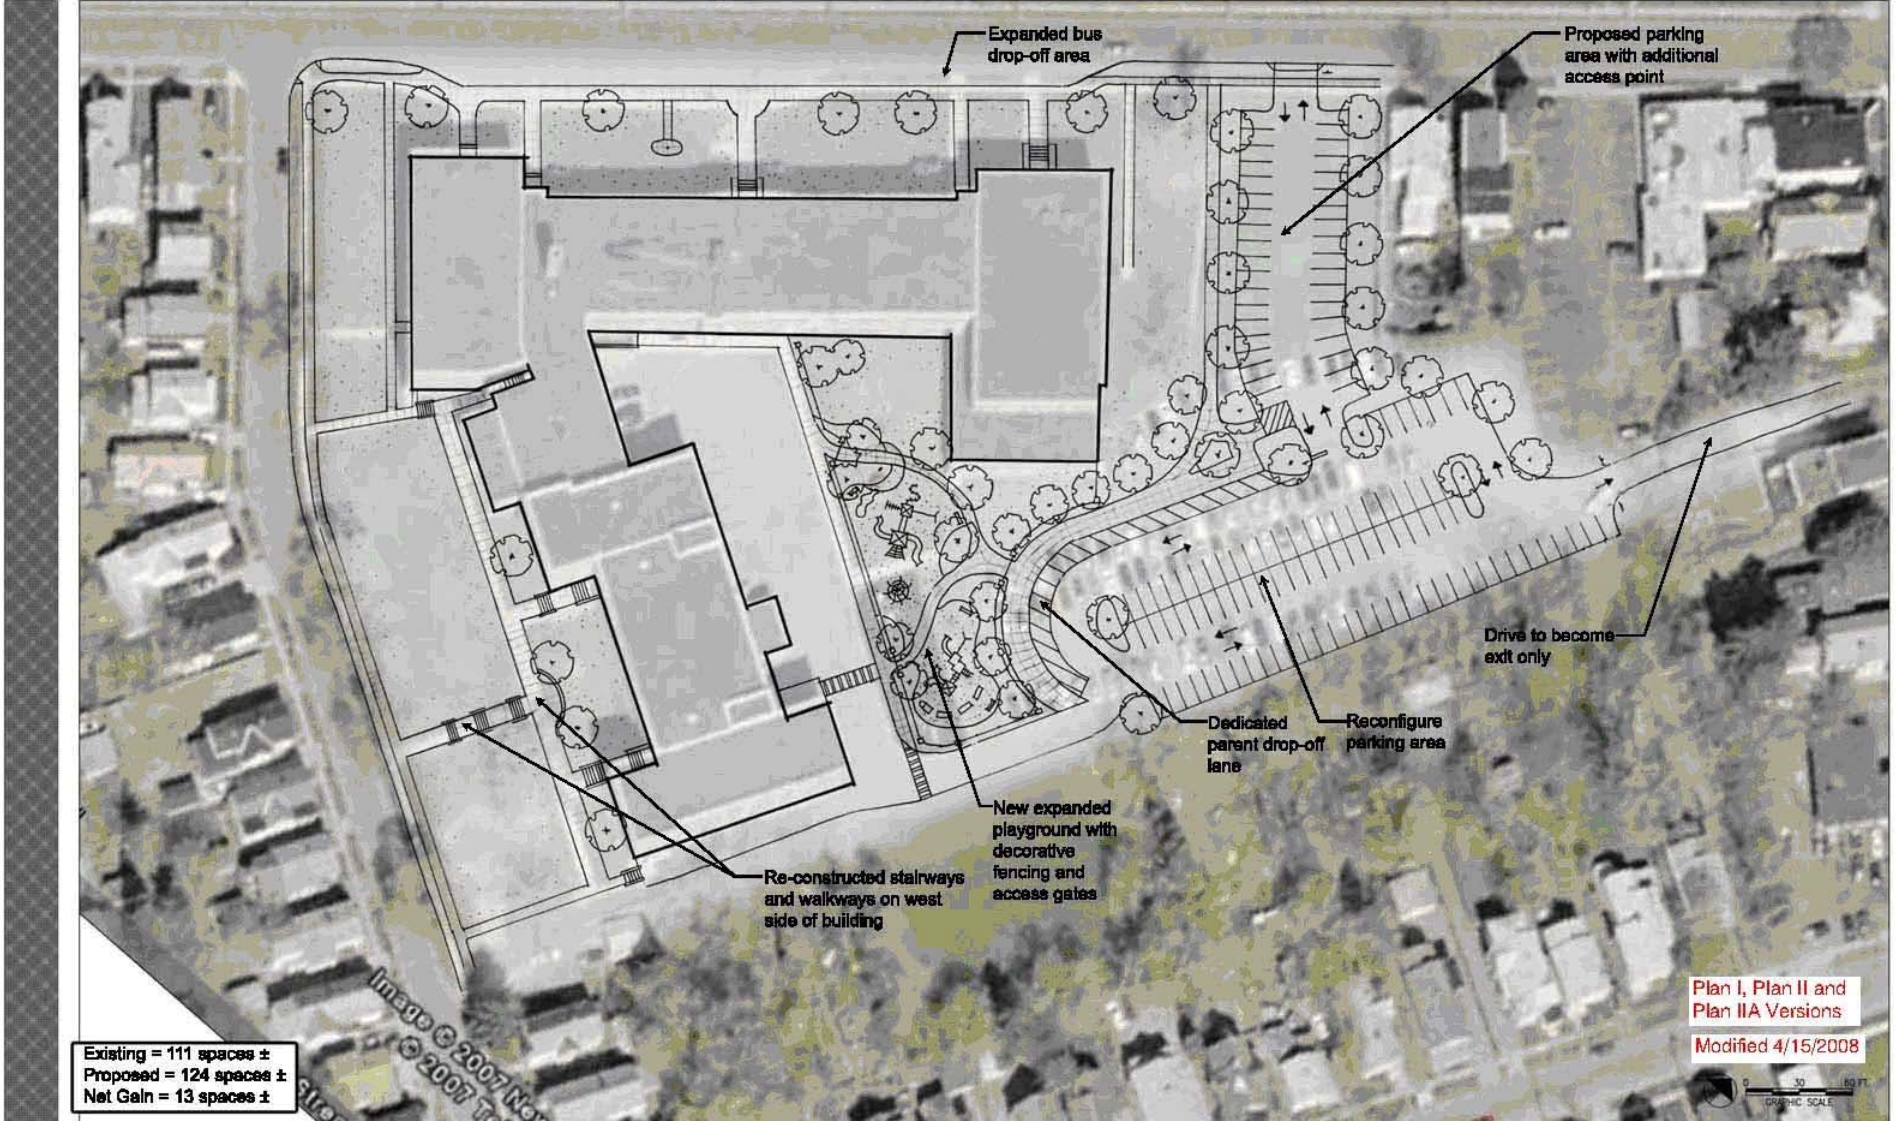 Expanded bus
drop-off area
Proposed parking
area with additional
access point
Drive to become
exit only
Dedicated
parent drop-off
lane
Reconfigure
parking area
New expanded
playground with
decorative
fencing and
access gates
Re-constructed stairways
and walkways on west
side of building
Image © 2007 New
© 2007 T
Stree
Existing = 111 spaces ±
Proposed = 124 spaces ±
Net Gain = 13 spaces ±
Plan I, Plan II and
Plan IIA Versions
Modified 4/15/2008
0 30 60 FT.
GRAPHIC SCALE